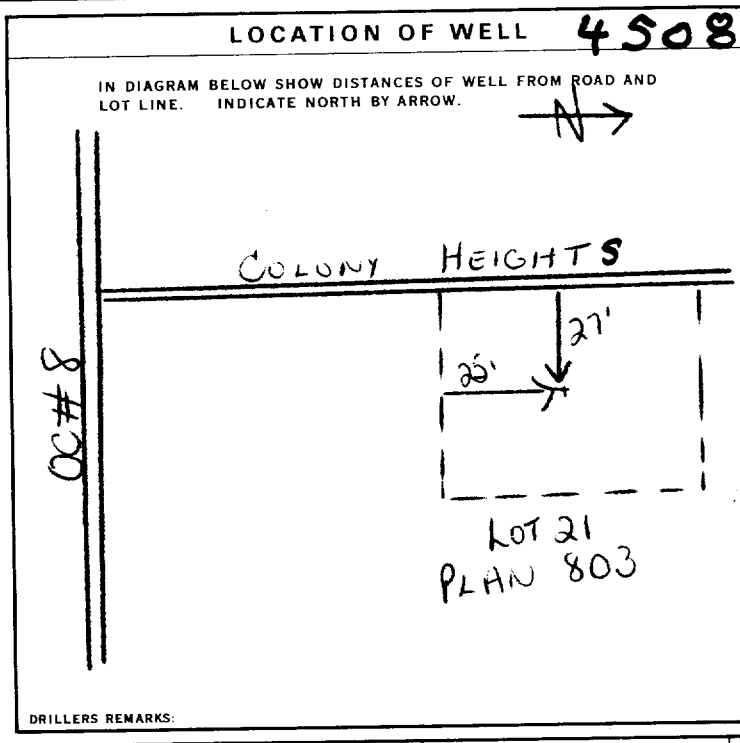 LOCATION OF WELL 4508
IN DIAGRAM BELOW SHOW DISTANCES OF WELL FROM ROAD AND
LOT LINE. INDICATE NORTH BY ARROW.
N
COLONY HEIGHTS
27'
25'
OC#8
LOT 21
PLAN 803
DRILLERS REMARKS: